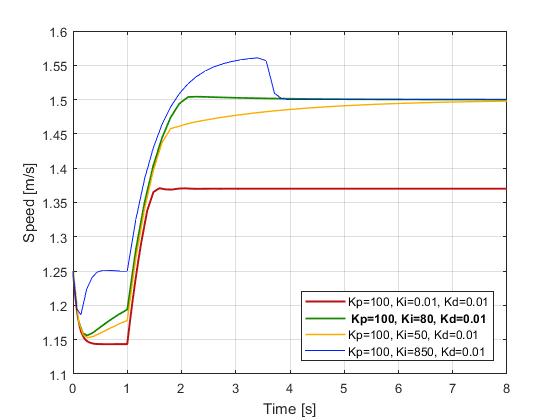 1.6
1.55
1.5
1.45
1.4
1.35
1.3
1.25
1.2
1.15
1.1
Speed [m/s]
0 1 2 3 4 5 6 7 8
Time [s]
Kp=100, Ki=0.01, Kd=0.01
Kp=100, Ki=80, Kd=0.01
Kp=100, Ki=50, Kd=0.01
Kp=100, Ki=850, Kd=0.01